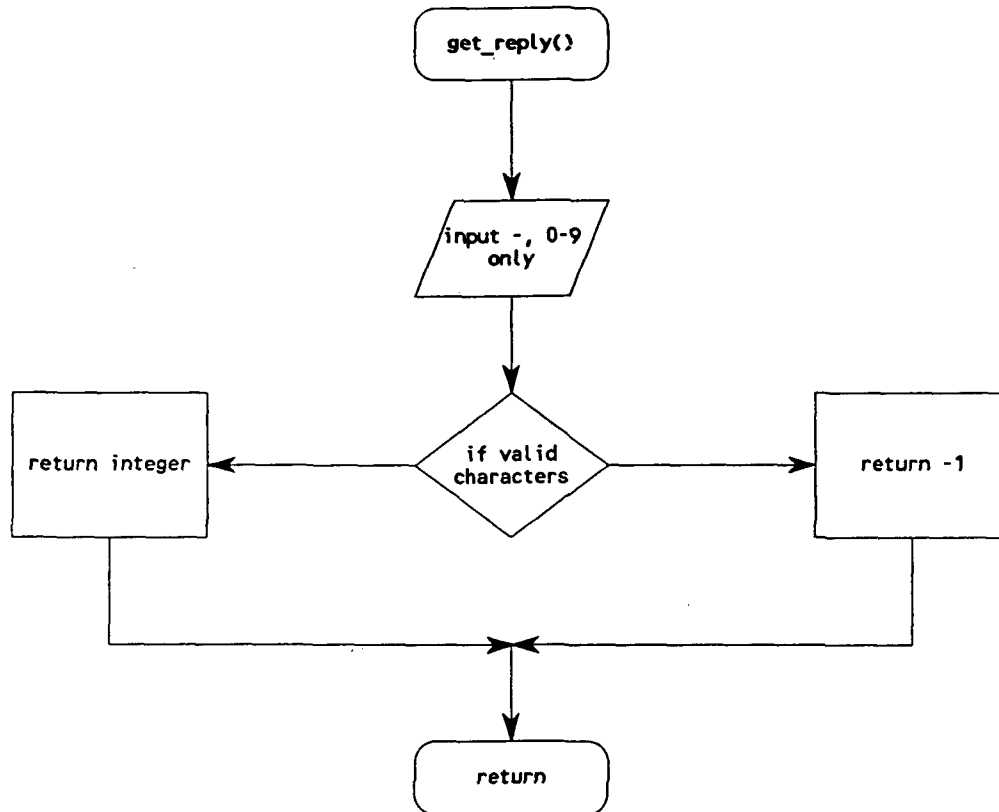 get_reply()
input -, 0-9
only
if valid
characters
return integer
return -1
return